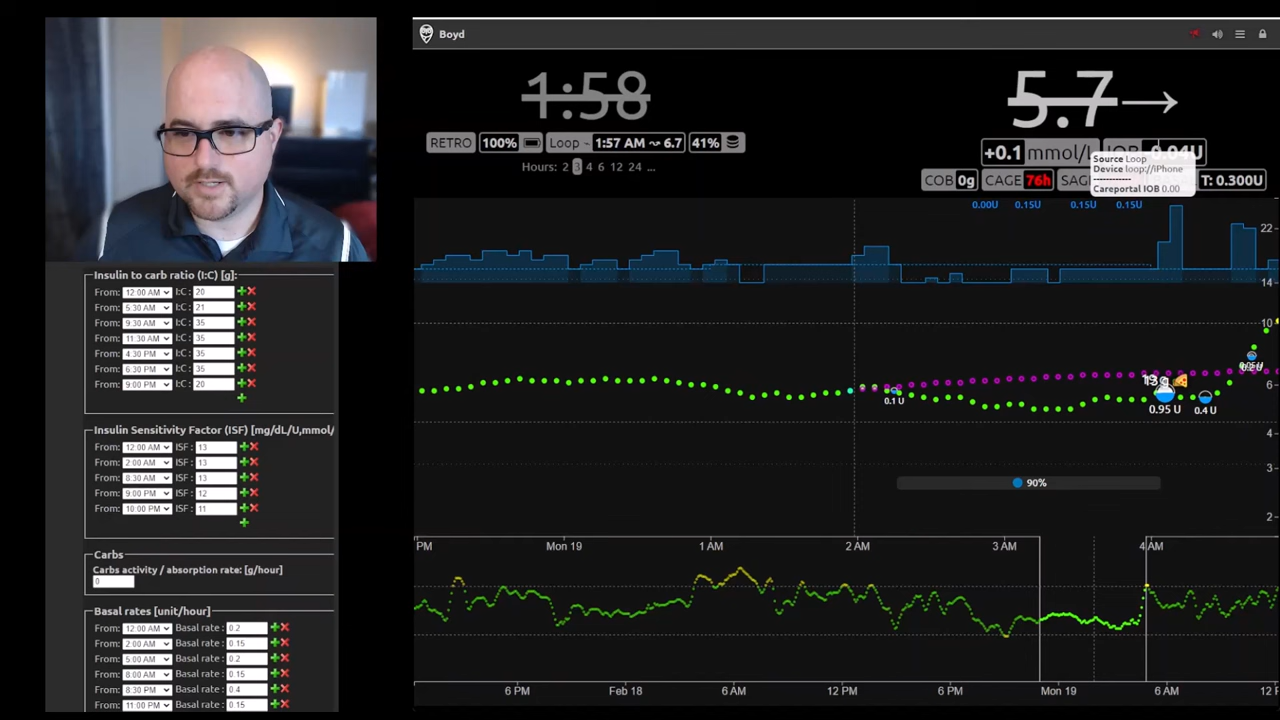 Boyd
1:58
5.7
RETRO 100% Loop ~ 1:57 AM ↝ 6.7 41%
+0.1 mmol/L IOB 0.04U
Hours: 2 3 4 6 12 24 ...
Source Loop
Device loop://iPhone
------------
Careportal IOB 0.00
COB 0g CAGE 76h T: 0.300U
0.00U 0.15U 0.15U 0.15U
22
14
10
6
4
3
2
0.1 U
0.95 U
0.4 U
90%
PM Mon 19 1 AM 2 AM 3 AM 4 AM
6 PM Feb 18 6 AM 12 PM 6 PM Mon 19 6 AM
Insulin to carb ratio (I:C) [g]:
From: 12:00 AM I:C : 20
From: 5:30 AM I:C : 21
From: 9:30 AM I:C : 35
From: 11:30 AM I:C : 35
From: 4:30 PM I:C : 35
From: 6:30 PM I:C : 35
From: 9:00 PM I:C : 20
Insulin Sensitivity Factor (ISF) [mg/dL/U,mmol/
From: 12:00 AM ISF : 13
From: 2:00 AM ISF : 13
From: 8:30 AM ISF : 13
From: 9:00 PM ISF : 12
From: 10:00 PM ISF : 11
Carbs
Carbs activity / absorption rate: [g/hour]
0
Basal rates [unit/hour]
From: 12:00 AM Basal rate : 0.2
From: 2:00 AM Basal rate : 0.15
From: 5:00 AM Basal rate : 0.2
From: 8:00 AM Basal rate : 0.15
From: 8:30 PM Basal rate : 0.4
From: 11:00 PM Basal rate : 0.15